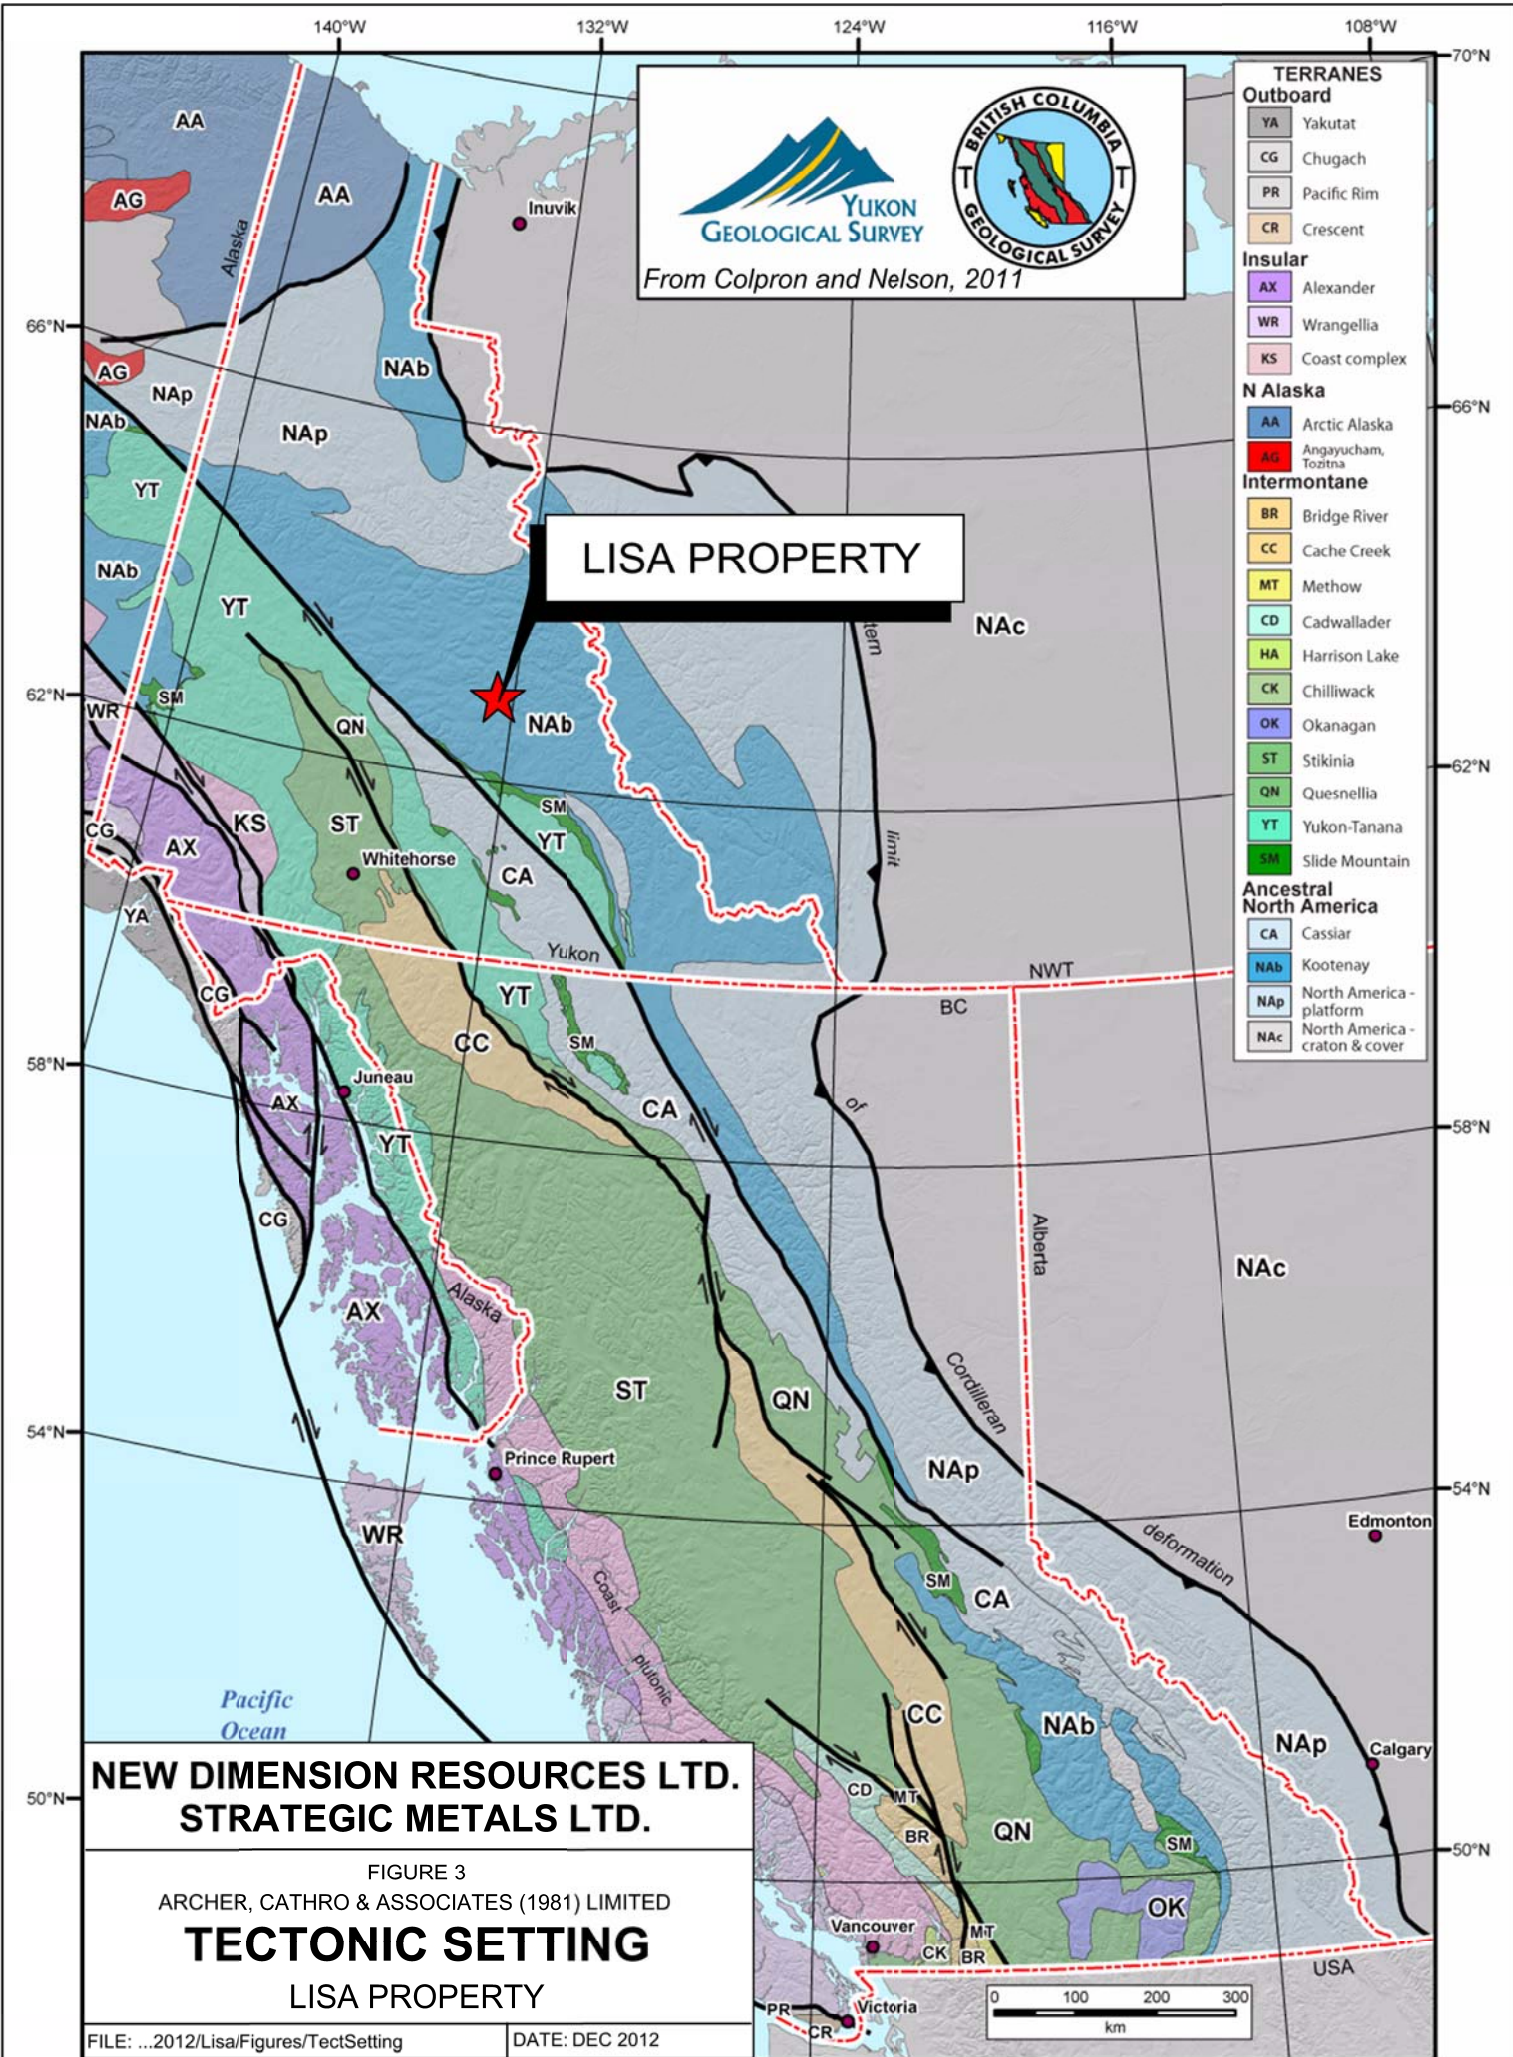 140°W
132°W
124°W
116°W
108°W
70°N
66°N
62°N
58°N
54°N
50°N
66°N
62°N
58°N
54°N
50°N
YUKON
GEOLOGICAL SURVEY
BRITISH COLUMBIA
GEOLOGICAL SURVEY
From Colpron and Nelson, 2011
TERRANES
Outboard
YA Yakutat
CG Chugach
PR Pacific Rim
CR Crescent
Insular
AX Alexander
WR Wrangellia
KS Coast complex
N Alaska
AA Arctic Alaska
AG Angayucham,
Tozitna
Intermontane
BR Bridge River
CC Cache Creek
MT Methow
CD Cadwallader
HA Harrison Lake
CK Chilliwack
OK Okanagan
ST Stikinia
QN Quesnellia
YT Yukon-Tanana
SM Slide Mountain
Ancestral
North America
CA Cassiar
NAb Kootenay
NAp North America -
platform
NAc North America -
craton & cover
AA
AG
AA
Alaska
Inuvik
NAb
AG
NAp
NAb
NAp
YT
NAb
YT
LISA PROPERTY
NAc
tern
SM
WR
QN
NAb
CG
AX
KS
ST
SM
YT
limit
Whitehorse
CA
YA
Yukon
NWT
BC
CG
YT
CC
SM
Juneau
AX
CA
of
YT
CG
Alberta
NAc
AX
Alaska
ST
QN
Cordilleran
Prince Rupert
NAp
WR
Edmonton
deformation
Coast
SM
CA
plutonic
Pacific
Ocean
CC
NAb
NAp
Calgary
CD
MT
BR
QN
SM
OK
Vancouver
MT
CK
BR
USA
PR
Victoria
CR
0 100 200 300
km
NEW DIMENSION RESOURCES LTD.
STRATEGIC METALS LTD.
FIGURE 3
ARCHER, CATHRO & ASSOCIATES (1981) LIMITED
TECTONIC SETTING
LISA PROPERTY
FILE: ...2012/Lisa/Figures/TectSetting
DATE: DEC 2012